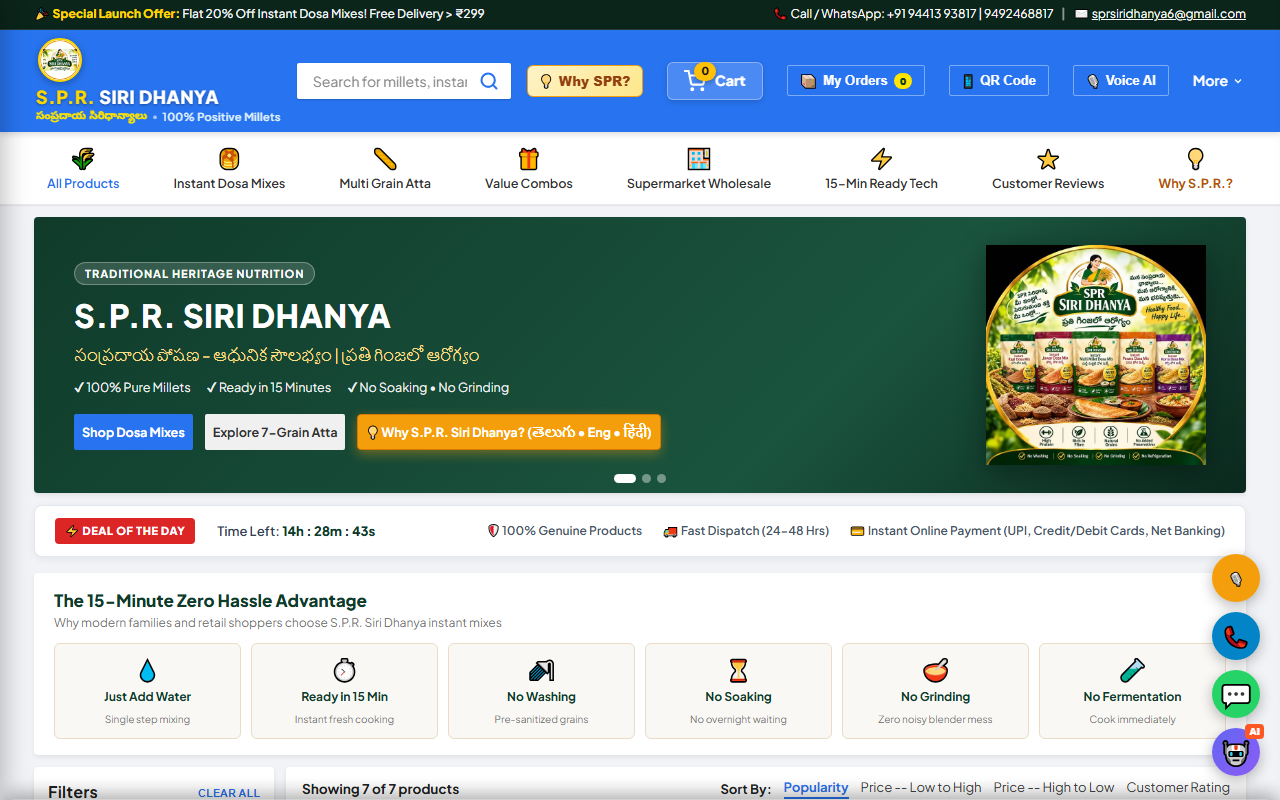 Special Launch Offer: Flat 20% Off Instant Dosa Mixes! Free Delivery > ₹299
Call / WhatsApp: +91 94413 93817 | 9492468817 | sprsiridhanya6@gmail.com
S.P.R. SIRI DHANYA
సంప్రదాయ సిరిధాన్యాలు • 100% Positive Millets
Search for millets, instar
Why SPR?
0 Cart
My Orders 0
QR Code
Voice AI
More
All Products
Instant Dosa Mixes
Multi Grain Atta
Value Combos
Supermarket Wholesale
15-Min Ready Tech
Customer Reviews
Why S.P.R.?
TRADITIONAL HERITAGE NUTRITION
S.P.R. SIRI DHANYA
సంప్రదాయ పోషణ - ఆధునిక సౌలభ్యం | ప్రతి గింజలో ఆరోగ్యం
✓ 100% Pure Millets ✓ Ready in 15 Minutes ✓ No Soaking • No Grinding
Shop Dosa Mixes
Explore 7-Grain Atta
Why S.P.R. Siri Dhanya? (తెలుగు • Eng • हिंदी)
SPR
SIRI DHANYA
ప్రతి గింజలో ఆరోగ్యం
Healthy Food...
Happy Life...
DEAL OF THE DAY
Time Left: 14h : 28m : 43s
100% Genuine Products
Fast Dispatch (24-48 Hrs)
Instant Online Payment (UPI, Credit/Debit Cards, Net Banking)
The 15-Minute Zero Hassle Advantage
Why modern families and retail shoppers choose S.P.R. Siri Dhanya instant mixes
Just Add Water
Single step mixing
Ready in 15 Min
Instant fresh cooking
No Washing
Pre-sanitized grains
No Soaking
No overnight waiting
No Grinding
Zero noisy blender mess
No Fermentation
Cook immediately
AI
Filters
CLEAR ALL
Showing 7 of 7 products
Sort By: Popularity Price -- Low to High Price -- High to Low Customer Rating